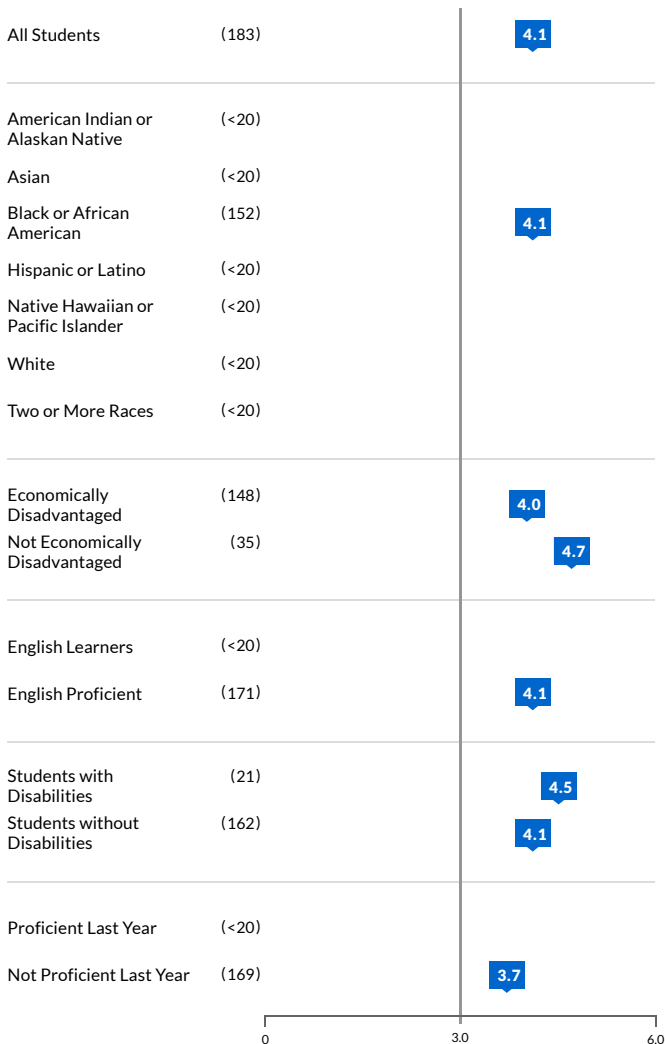 All Students (183) 4.1
American Indian or (<20)
Alaskan Native
Asian (<20)
Black or African (152) 4.1
American
Hispanic or Latino (<20)
Native Hawaiian or (<20)
Pacific Islander
White (<20)
Two or More Races (<20)
Economically (148) 4.0
Disadvantaged
Not Economically (35) 4.7
Disadvantaged
English Learners (<20)
English Proficient (171) 4.1
Students with (21) 4.5
Disabilities
Students without (162) 4.1
Disabilities
Proficient Last Year (<20)
Not Proficient Last Year (169) 3.7
0 3.0 6.0